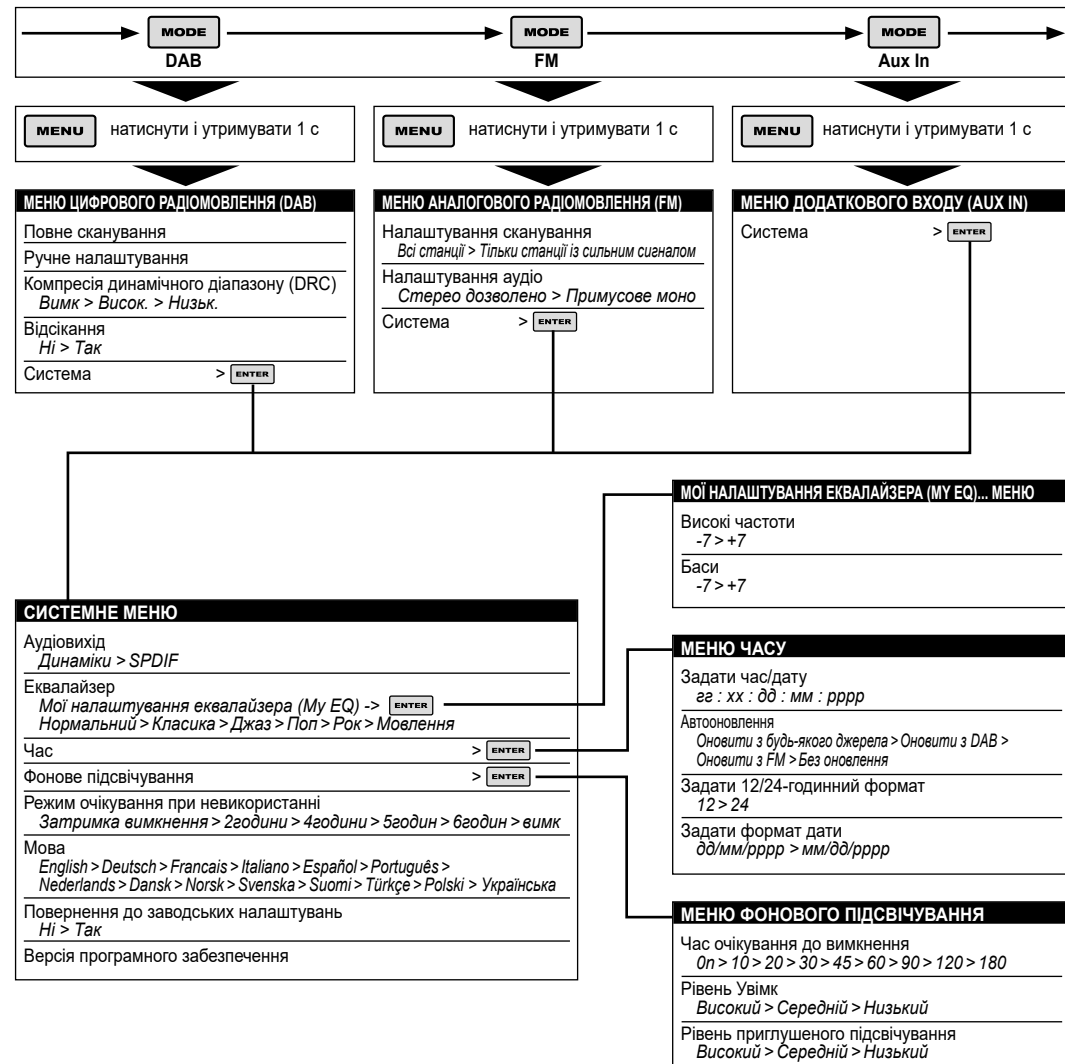 MODE
DAB
MODE
FM
MODE
Aux In
MENU натиснути і утримувати 1 с
MENU натиснути і утримувати 1 с
MENU натиснути і утримувати 1 с
МЕНЮ ЦИФРОВОГО РАДІОМОВЛЕННЯ (DAB)
Повне сканування
Ручне налаштування
Компресія динамічного діапазону (DRC)
Вимк > Висок. > Низьк.
Відсікання
Ні > Так
Система > ENTER
МЕНЮ АНАЛОГОВОГО РАДІОМОВЛЕННЯ (FM)
Налаштування сканування
Всі станції > Тільки станції із сильним сигналом
Налаштування аудіо
Стерео дозволено > Примусове моно
Система > ENTER
МЕНЮ ДОДАТКОВОГО ВХОДУ (AUX IN)
Система > ENTER
МОЇ НАЛАШТУВАННЯ ЕКВАЛАЙЗЕРА (MY EQ)... МЕНЮ
Високі частоти
-7 > +7
Баси
-7 > +7
СИСТЕМНЕ МЕНЮ
Аудіовихід
Динаміки > SPDIF
Еквалайзер
Мої налаштування еквалайзера (My EQ) -> ENTER
Нормальний > Класика > Джаз > Поп > Рок > Мовлення
Час > ENTER
Фонове підсвічування > ENTER
Режим очікування при невикористанні
Затримка вимкнення > 2години > 4години > 5годин > 6годин > вимк
Мова
English > Deutsch > Francais > Italiano > Español > Português >
Nederlands > Dansk > Norsk > Svenska > Suomi > Türkçe > Polski > Українська
Повернення до заводських налаштувань
Ні > Так
Версія програмного забезпечення
МЕНЮ ЧАСУ
Задати час/дату
гг : хх : дд : мм : рррр
Автооновлення
Оновити з будь-якого джерела > Оновити з DAB >
Оновити з FM > Без оновлення
Задати 12/24-годинний формат
12 > 24
Задати формат дати
дд/мм/рррр > мм/дд/рррр
МЕНЮ ФОНОВОГО ПІДСВІЧУВАННЯ
Час очікування до вимкнення
0n > 10 > 20 > 30 > 45 > 60 > 90 > 120 > 180
Рівень Увімк
Високий > Середній > Низький
Рівень приглушеного підсвічування
Високий > Середній > Низький